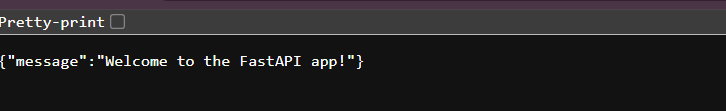 Pretty-print
{"message":"Welcome to the FastAPI app!"}